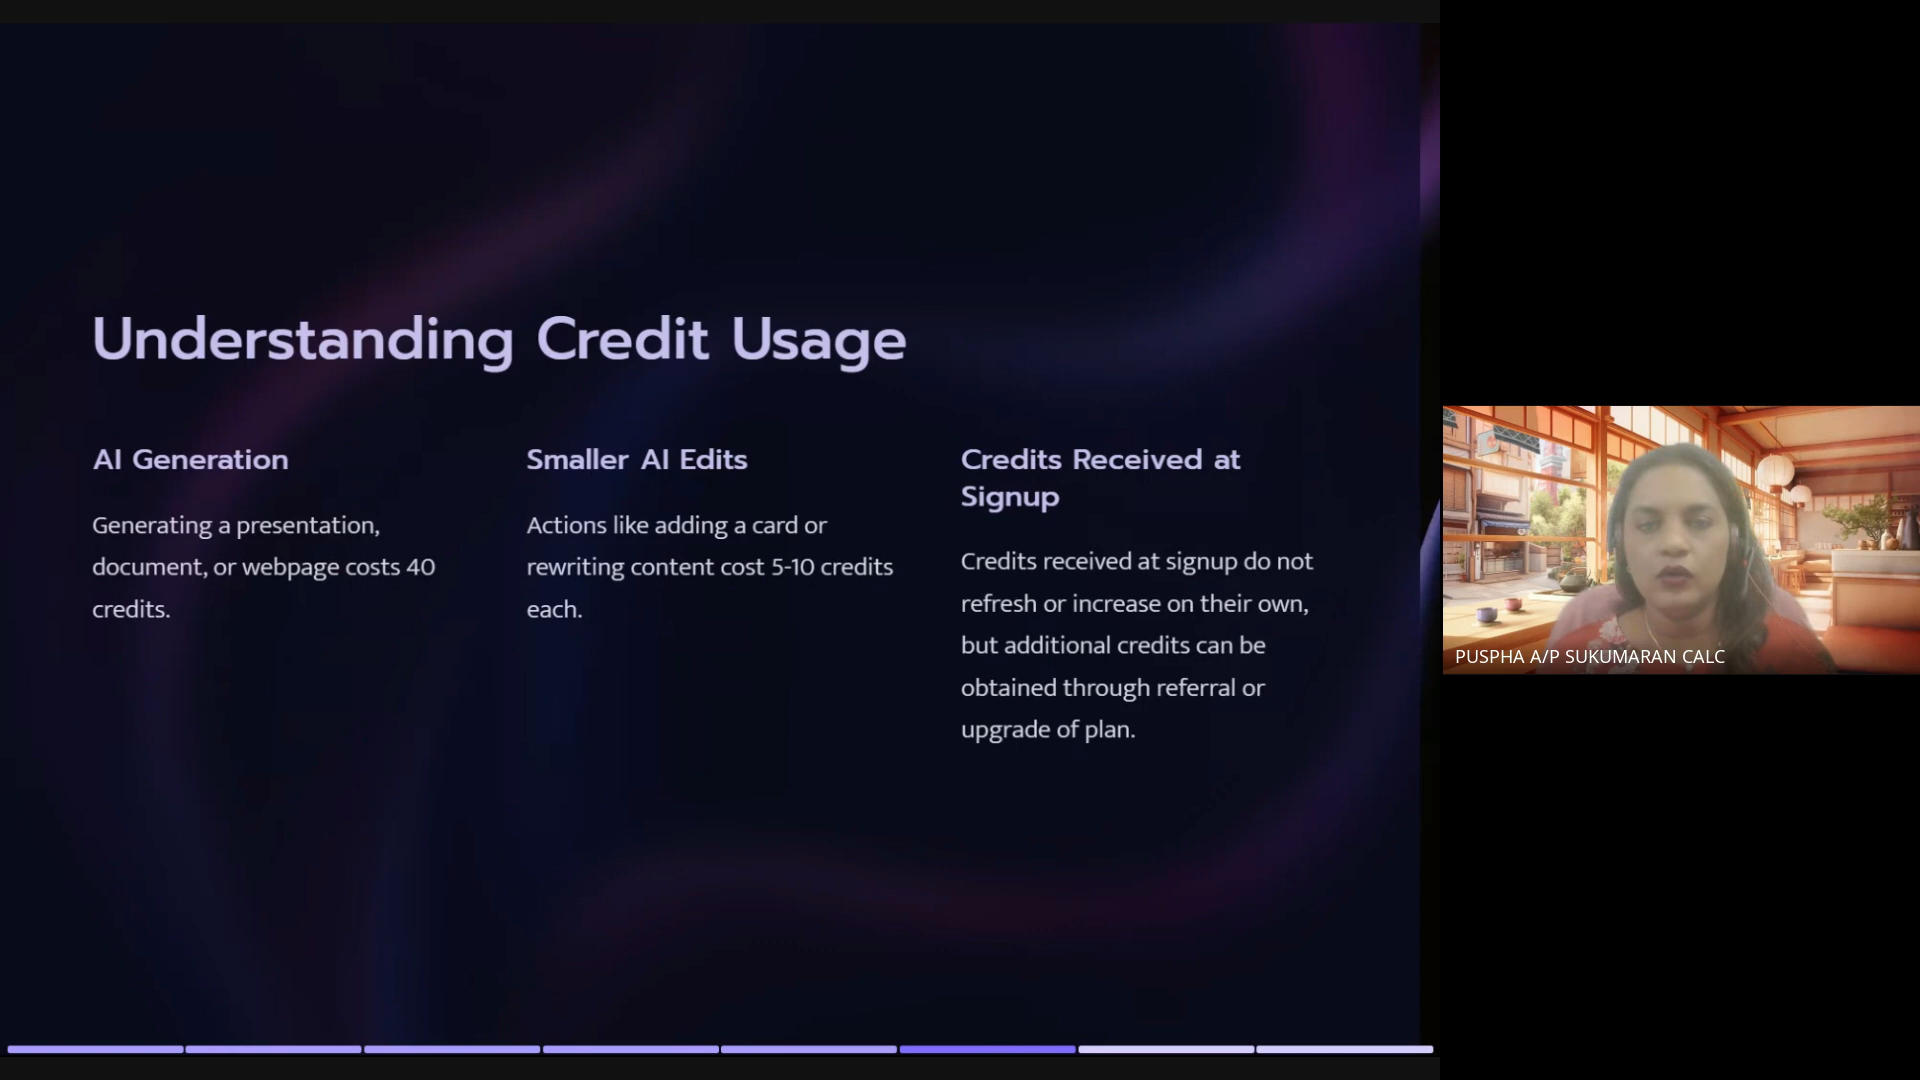 Understanding Credit Usage
AI Generation
Generating a presentation,
document, or webpage costs 40
credits.
Smaller AI Edits
Actions like adding a card or
rewriting content cost 5-10 credits
each.
Credits Received at
Signup
Credits received at signup do not
refresh or increase on their own,
but additional credits can be
obtained through referral or
upgrade of plan.
PUSPHA A/P SUKUMARAN CALC